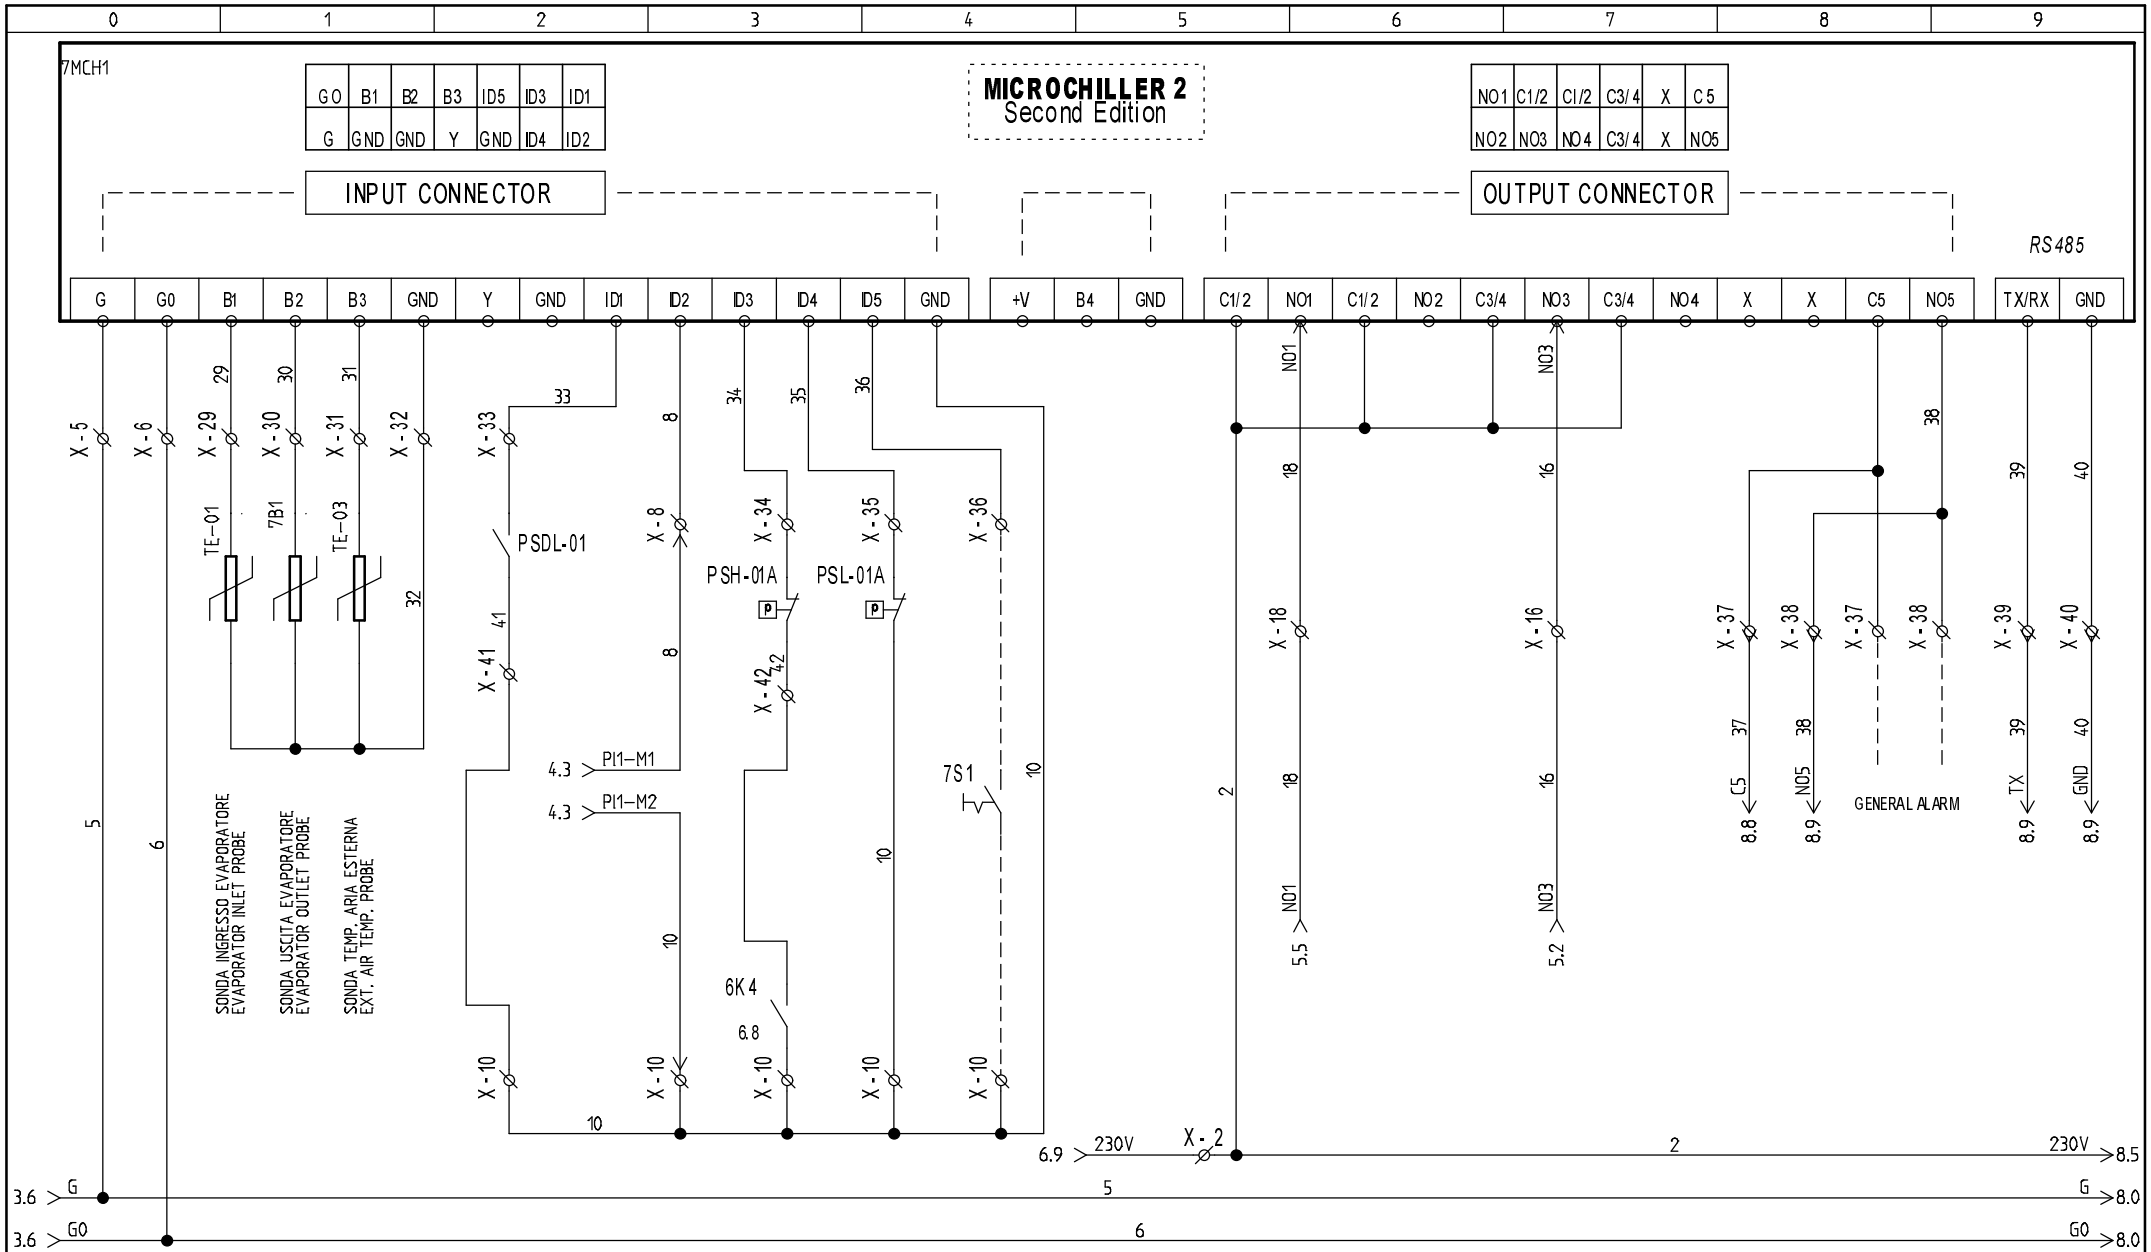 0 1 2 3 4 5 6 7 8 9
7MCH1
G0 B1 B2 B3 ID5 ID3 ID1
G GND GND Y GND ID4 ID2
MICROCHILLER 2
Second Edition
NO1 C1/2 C1/2 C3/4 X C5
NO2 NO3 NO4 C3/4 X NO5
INPUT CONNECTOR
OUTPUT CONNECTOR
RS485
G G0 B1 B2 B3 GND Y GND ID1 ID2 ID3 ID4 ID5 GND +V B4 GND C1/2 NO1 C1/2 NO2 C3/4 NO3 C3/4 NO4 X X C5 NO5 TX/RX GND
29 30 31 33 8 34 35 36 NO1 NO3 38
X-5 X-6 X-29 X-30 X-31 X-32 X-33
18 16 39 40
TE-01 7B1 TE-03
X-8 X-34 X-35 X-36
PSDL-01
PSH-01A PSL-01A
P P
32 41 8 42
X-41 X-42
X-18 X-16 X-37 X-38 X-37 X-38 X-39 X-40
37 38 39 40
4.3 PI1-M1
4.3 PI1-M2
7S1
10
18 16
2
C5 NO5 TX GND
8.8 8.9 8.9 8.9
GENERAL ALARM
5 6
10 10
SONDA INGRESSO EVAPORATORE
EVAPORATOR INLET PROBE
SONDA USCITA EVAPORATORE
EVAPORATOR OUTLET PROBE
SONDA TEMP. ARIA ESTERNA
EXT. AIR TEMP. PROBE
NO1 NO3
5.5 5.2
6K4
6.8
X-10 X-10 X-10 X-10 X-10
10
6.9 230V X-2 2 230V 8.5
3.6 G 5 G 8.0
3.6 G0 6 G0 8.0